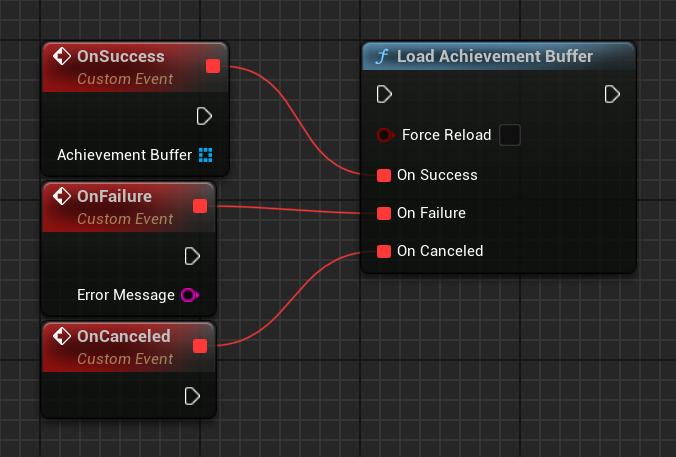 OnSuccess
Custom Event
Achievement Buffer
OnFailure
Custom Event
Error Message
OnCanceled
Custom Event
Load Achievement Buffer
Force Reload
On Success
On Failure
On Canceled